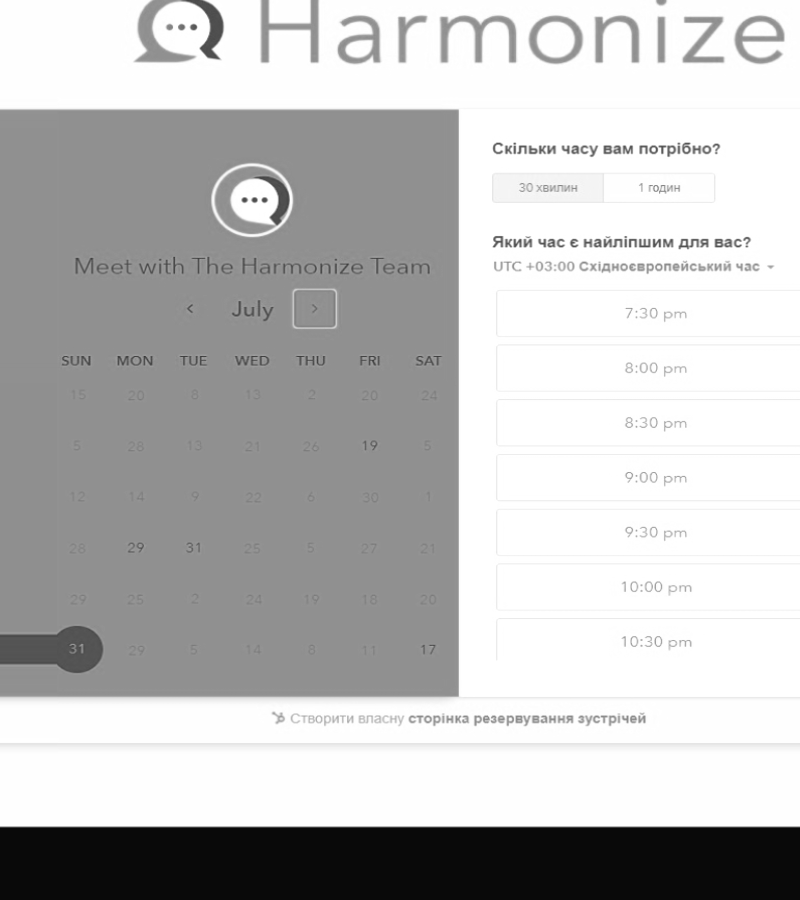 Harmonize
Meet with The Harmonize Team
July
SUN MON TUE WED THU FRI SAT
15 20 8 13 2 20 24
5 28 13 21 26 19 5
12 14 9 22 6 30 1
28 29 31 25 5 27 21
29 25 2 24 19 18 20
31 29 5 14 8 11 17
Скільки часу вам потрібно?
30 хвилин 1 годин
Який час є найліпшим для вас?
UTC +03:00 Східноєвропейський час
7:30 pm
8:00 pm
8:30 pm
9:00 pm
9:30 pm
10:00 pm
10:30 pm
Створити власну сторінка резервування зустрічей